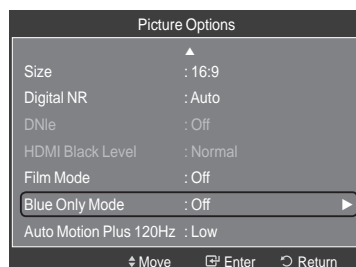 Picture Options
▲
Size : 16:9
Digital NR : Auto
DNIe : Off
HDMI Black Level : Normal
Film Mode : Off
Blue Only Mode : Off ►
Auto Motion Plus 120Hz : Low
Move Enter Return